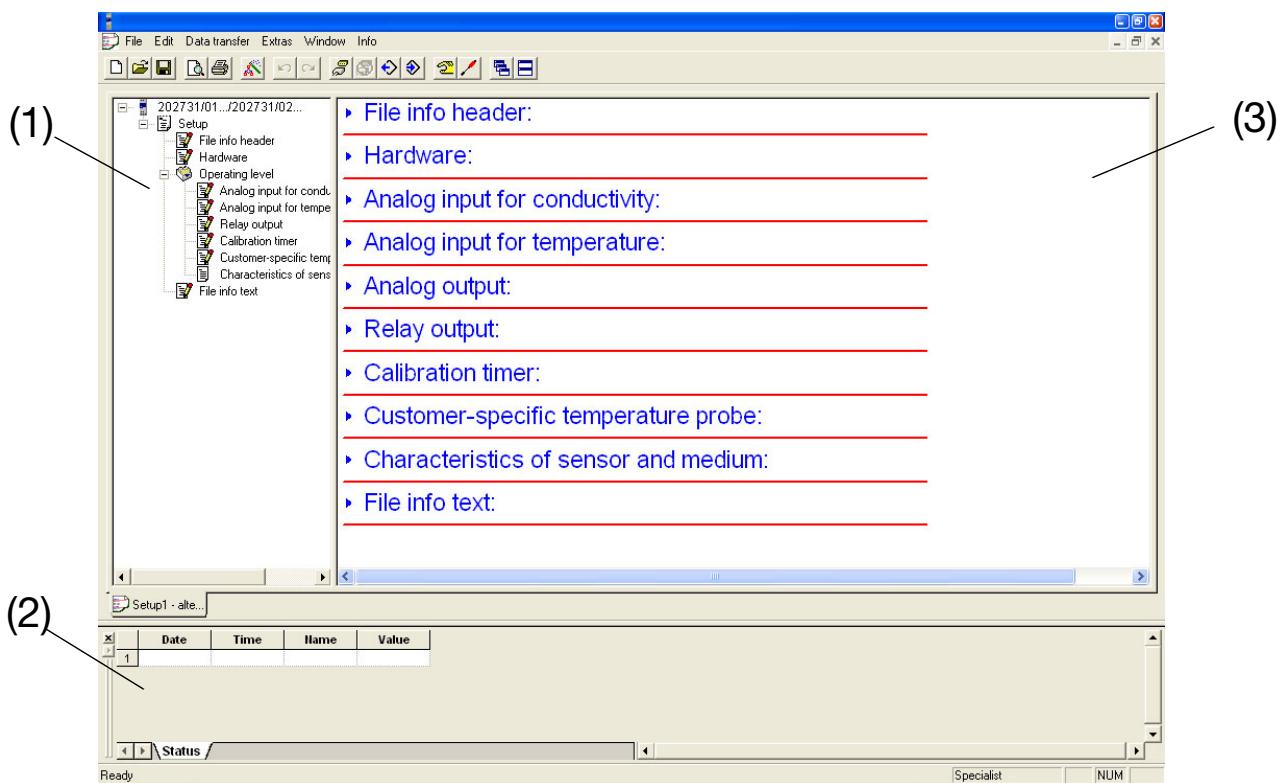 File Edit Data transfer Extras Window Info
(1)
202731/01.../202731/02...
Setup
File info header
Hardware
Operating level
Analog input for condu
Analog input for tempe
Relay output
Calibration timer
Customer-specific temp
Characteristics of sens
File info text
File info header:
Hardware:
Analog input for conductivity:
Analog input for temperature:
Analog output:
Relay output:
Calibration timer:
Customer-specific temperature probe:
Characteristics of sensor and medium:
File info text:
(3)
Setup1 - alte...
(2)
Date Time Name Value
1
Status
Ready Specialist NUM